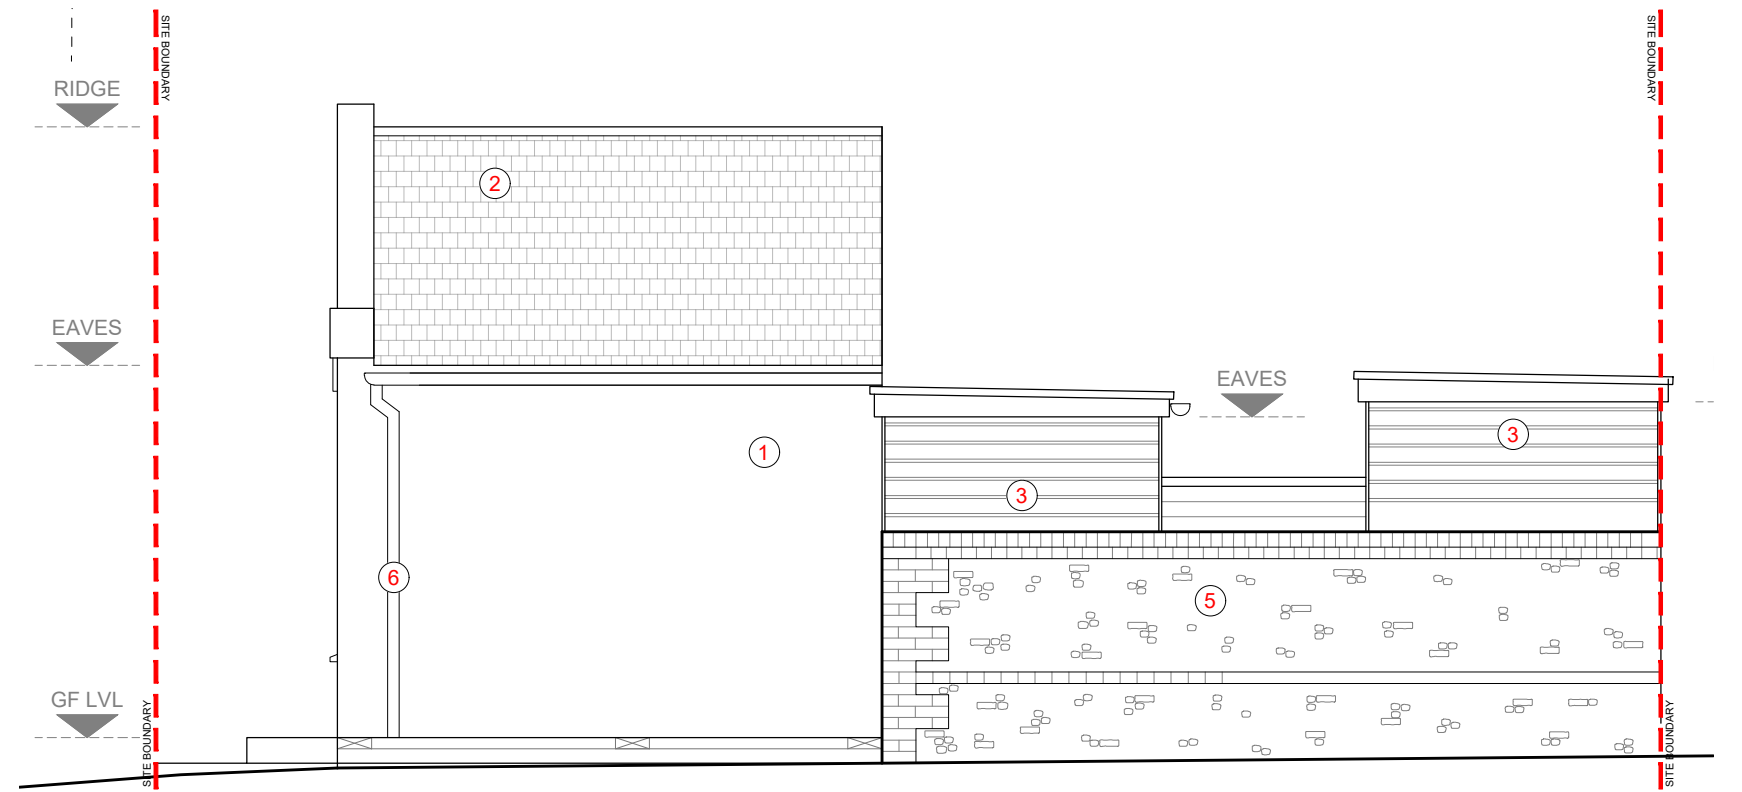 SITE BOUNDARY
SITE BOUNDARY
RIDGE
2
EAVES
EAVES
1
3
3
6
5
GF LVL
SITE BOUNDARY
SITE BOUNDARY